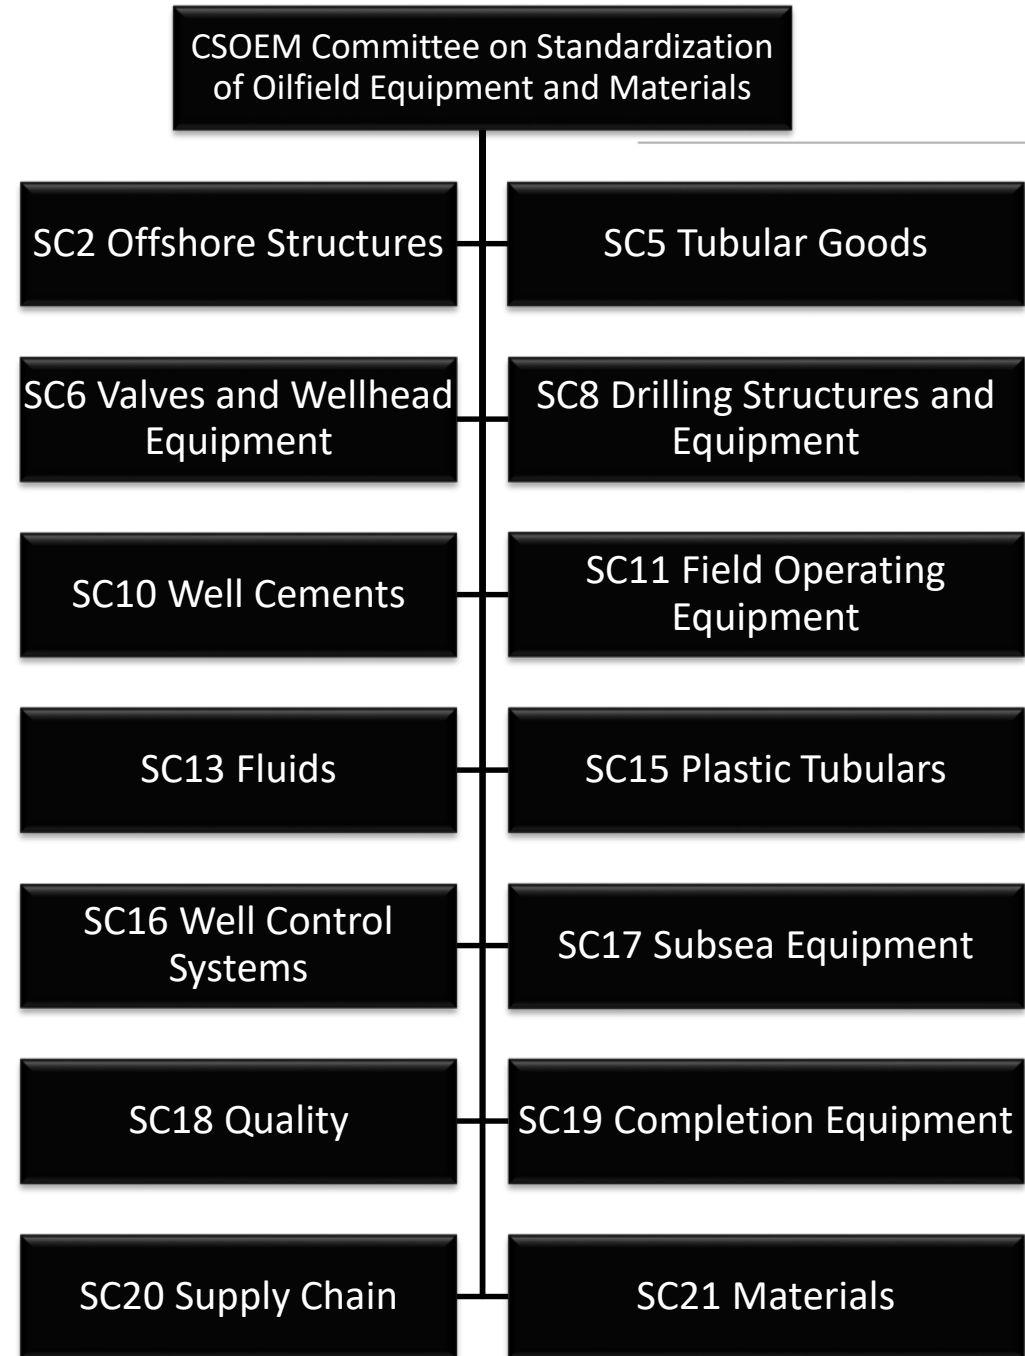 CSOEM Committee on Standardization
of Oilfield Equipment and Materials
SC2 Offshore Structures
SC5 Tubular Goods
SC6 Valves and Wellhead
Equipment
SC8 Drilling Structures and
Equipment
SC10 Well Cements
SC11 Field Operating
Equipment
SC13 Fluids
SC15 Plastic Tubulars
SC16 Well Control
Systems
SC17 Subsea Equipment
SC18 Quality
SC19 Completion Equipment
SC20 Supply Chain
SC21 Materials